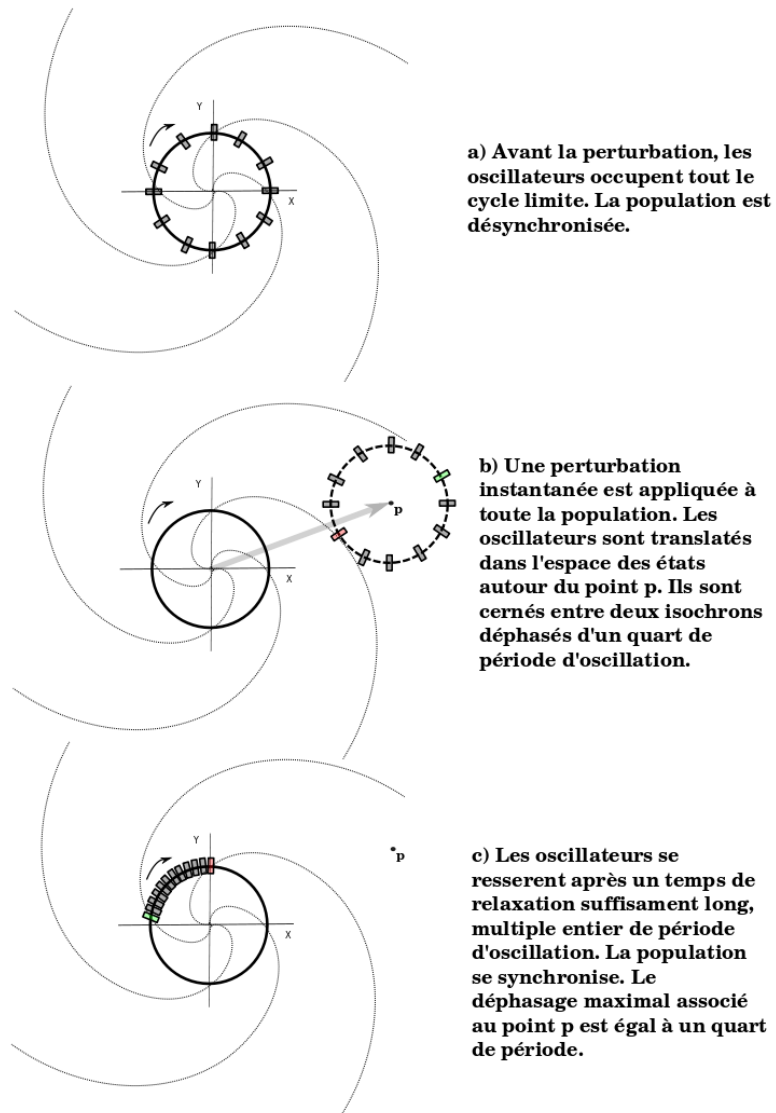 Y
X
a) Avant la perturbation, les
oscillateurs occupent tout le
cycle limite. La population est
désynchronisée.
Y
X
p
b) Une perturbation
instantanée est appliquée à
toute la population. Les
oscillateurs sont translatés
dans l'espace des états
autour du point p. Ils sont
cernés entre deux isochrons
déphasés d'un quart de
période d'oscillation.
Y
X
p
c) Les oscillateurs se
resserent après un temps de
relaxation suffisament long,
multiple entier de période
d'oscillation. La population
se synchronise. Le
déphasage maximal associé
au point p est égal à un quart
de période.